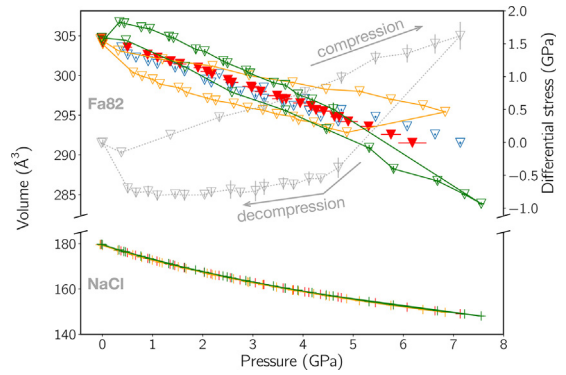 2.0
305
1.5
compression
300
1.0
Fa82
295
0.5
290
0.0
−0.5
285
decompression
−1.0
Volume (Å³)
Differential stress (GPa)
180
NaCl
160
140
0 1 2 3 4 5 6 7 8
Pressure (GPa)